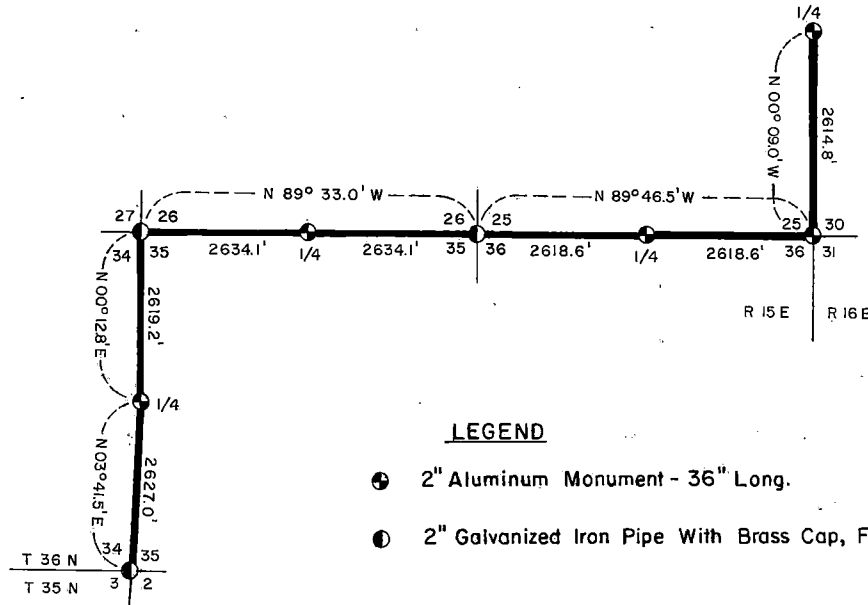 1/4
N 00° 09.0' W
2614.8'
N 89° 33.0' W
N 89° 46.5' W
27 26
26 25
25 30
34 35
2634.1' 1/4 2634.1'
35 36
2618.6' 1/4 2618.6'
36 31
R 15 E R 16 E
N 00° 12.8' E
2619.2'
1/4
N 03° 41.5' E
2627.0'
34 35
T 36 N
T 35 N
3 2
LEGEND
2" Aluminum Monument - 36" Long.
2" Galvanized Iron Pipe With Brass Cap, F